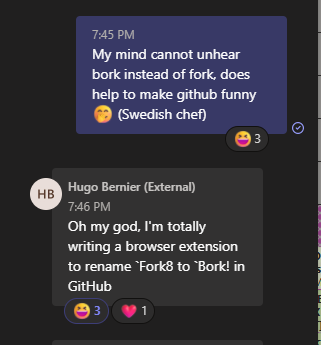 7:45 PM
My mind cannot unhear
bork instead of fork, does
help to make github funny
🤭 (Swedish chef)
😆 3
HB
Hugo Bernier (External)
7:46 PM
Oh my god, I'm totally
writing a browser extension
to rename `Fork8 to `Bork! in
GitHub
😆 3 💗 1